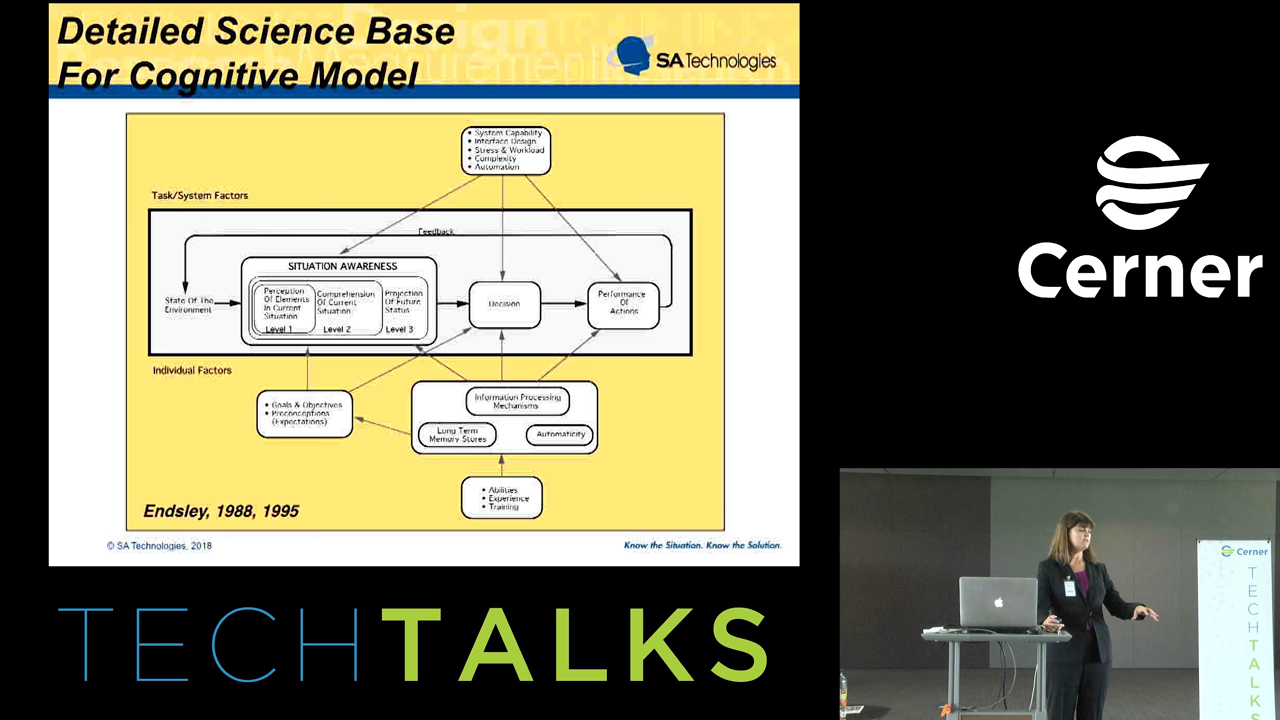 Detailed Science Base
For Cognitive Model
SA Technologies
• System Capability
• Interface Design
• Stress & Workload
• Complexity
• Automation
Task/System Factors
Feedback
SITUATION AWARENESS
State Of The
Environment
Perception
Of Elements
In Current
Situation
Level 1
Comprehension
Of Current
Situation
Level 2
Projection
Of Future
Status
Level 3
Decision
Performance
Of
Actions
Individual Factors
• Goals & Objectives
• Preconceptions
(Expectations)
Information Processing
Mechanisms
Long Term
Memory Stores
Automaticity
• Abilities
• Experience
• Training
Endsley, 1988, 1995
© SA Technologies, 2018
Know the Situation. Know the Solution.
TECHTALKS
Cerner
Cerner
TECHTALKS